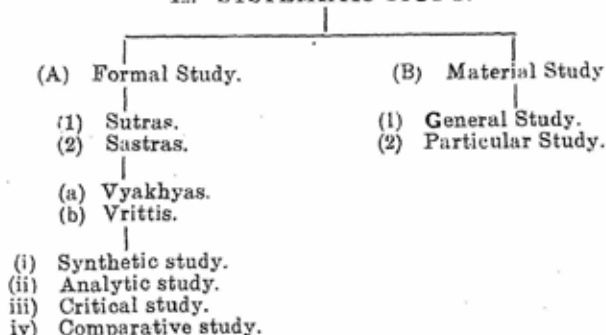 (A) Formal Study. (B) Material Study
(1) Sutras. (1) General Study.
(2) Sastras. (2) Particular Study.
(a) Vyakhyas.
(b) Vrittis.
(i) Synthetic study.
(ii) Analytic study.
iii) Critical study.
iv) Comparative study.